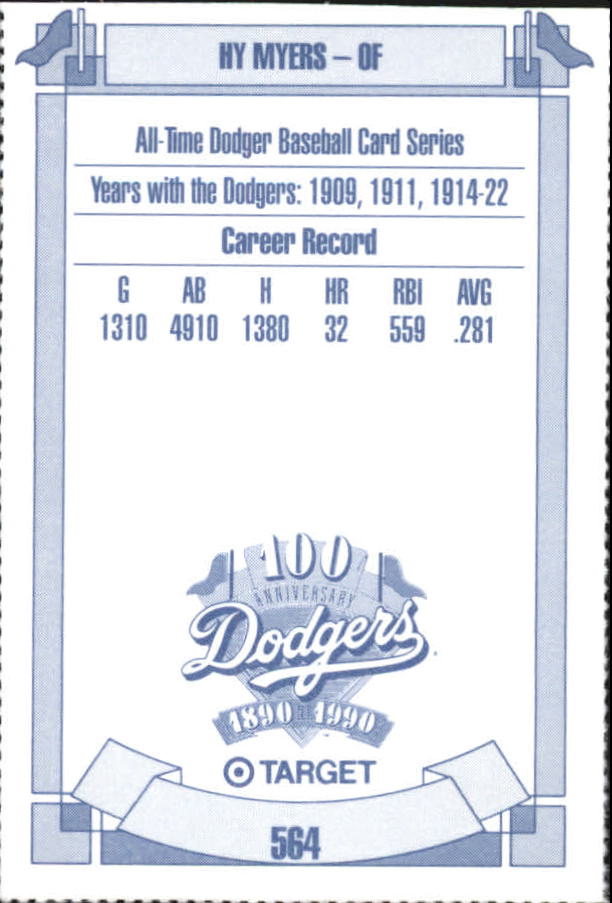 HY MYERS – OF
All-Time Dodger Baseball Card Series
Years with the Dodgers: 1909, 1911, 1914-22
Career Record
G AB H HR RBI AVG
1310 4910 1380 32 559 .281
100
ANNIVERSARY
Dodgers
1890 1990
TARGET
564